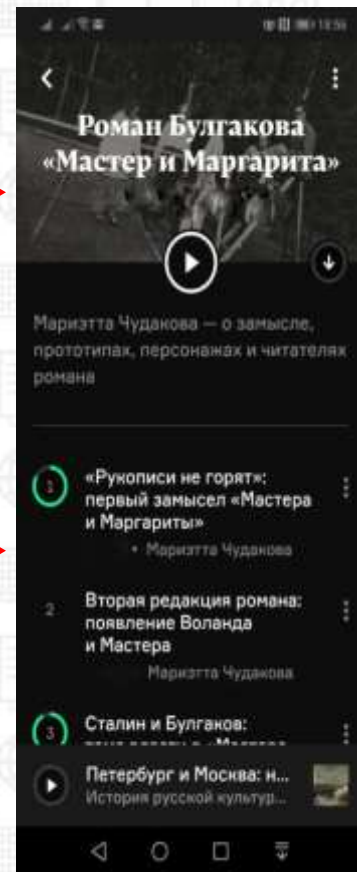 18:56
Роман Булгакова
«Мастер и Маргарита»
Мариэтта Чудакова — о замысле,
прототипах, персонажах и читателях
романа
1
«Рукописи не горят»:
первый замысел «Мастера
и Маргариты»
• Мариэтта Чудакова
2
Вторая редакция романа:
появление Воланда
и Мастера
Мариэтта Чудакова
3
Сталин и Булгаков:
Петербург и Москва: н...
История русской культур...